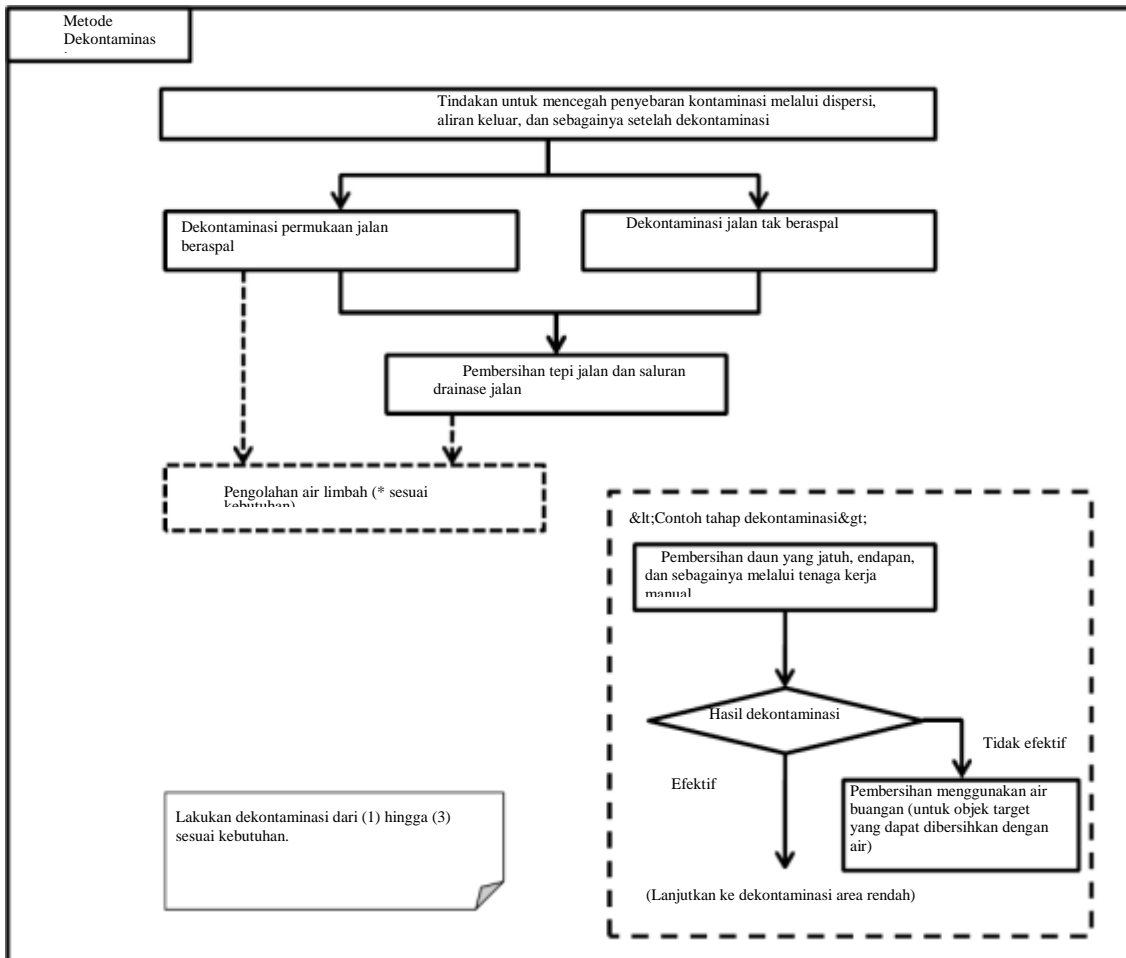 Metode
Dekontaminas
Tindakan untuk mencegah penyebaran kontaminasi melalui dispersi,
aliran keluar, dan sebagainya setelah dekontaminasi
Dekontaminasi permukaan jalan
beraspal
Dekontaminasi jalan tak beraspal
Pembersihan tepi jalan dan saluran
drainase jalan
Pengolahan air limbah (* sesuai
kebutuhan)
&lt;Contoh tahap dekontaminasi&gt;
Pembersihan daun yang jatuh, endapan,
dan sebagainya melalui tenaga kerja
manual
Hasil dekontaminasi
Tidak efektif
Efektif
Pembersihan menggunakan air
buangan (untuk objek target
yang dapat dibersihkan dengan
air)
(Lanjutkan ke dekontaminasi area rendah)
Lakukan dekontaminasi dari (1) hingga (3)
sesuai kebutuhan.